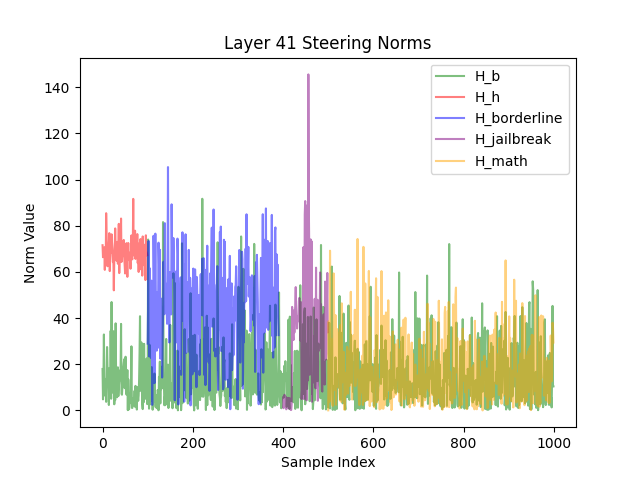 Layer 41 Steering Norms
H_b
H_h
H_borderline
H_jailbreak
H_math
Norm Value
140
120
100
80
60
40
20
0
0 200 400 600 800 1000
Sample Index